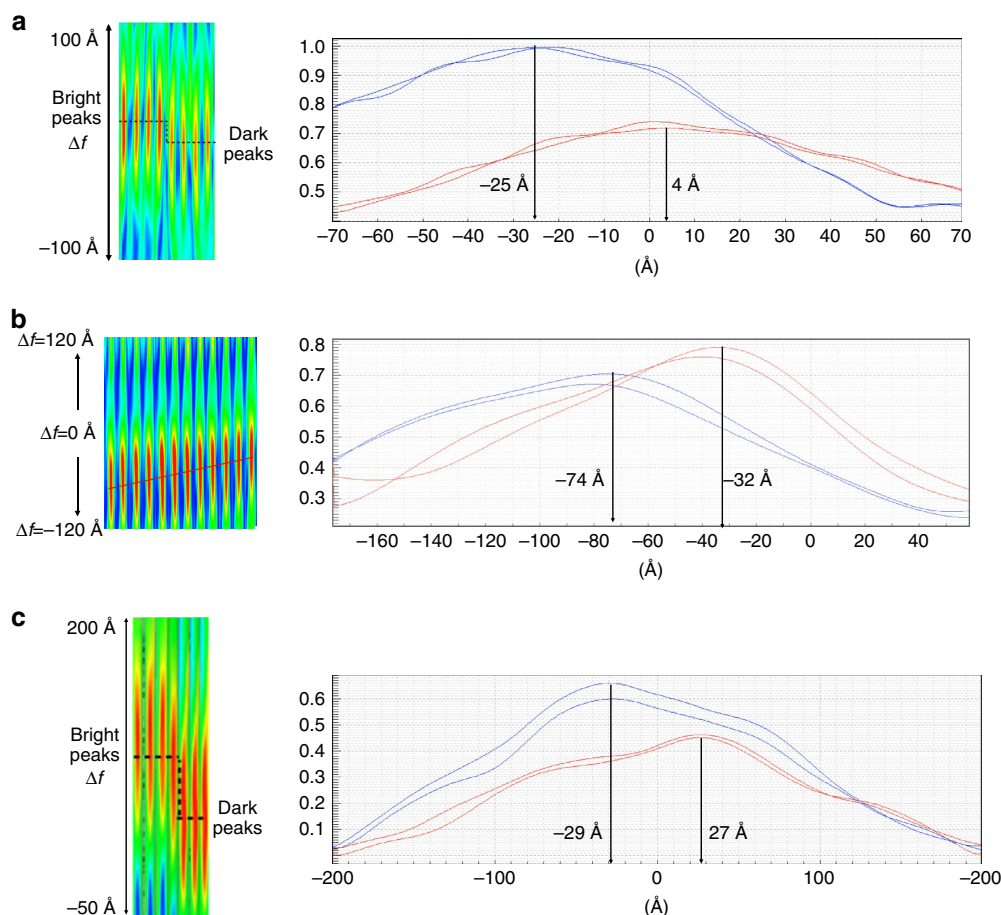 a
100 Å
Bright
peaks
Δf
Dark
peaks
−100 Å
1.0
0.9
0.8
0.7
0.6
0.5
−25 Å
4 Å
−70 −60 −50 −40 −30 −20 −10 0 10 20 30 40 50 60 70
(Å)
b
Δf=120 Å
Δf=0 Å
Δf=−120 Å
0.8
0.7
0.6
0.5
0.4
0.3
−74 Å
−32 Å
−160 −140 −120 −100 −80 −60 −40 −20 0 20 40
(Å)
c
200 Å
Bright
peaks
Δf
Dark
peaks
−50 Å
0.6
0.5
0.4
0.3
0.2
0.1
−29 Å
27 Å
−200 −100 0 100 −200
(Å)